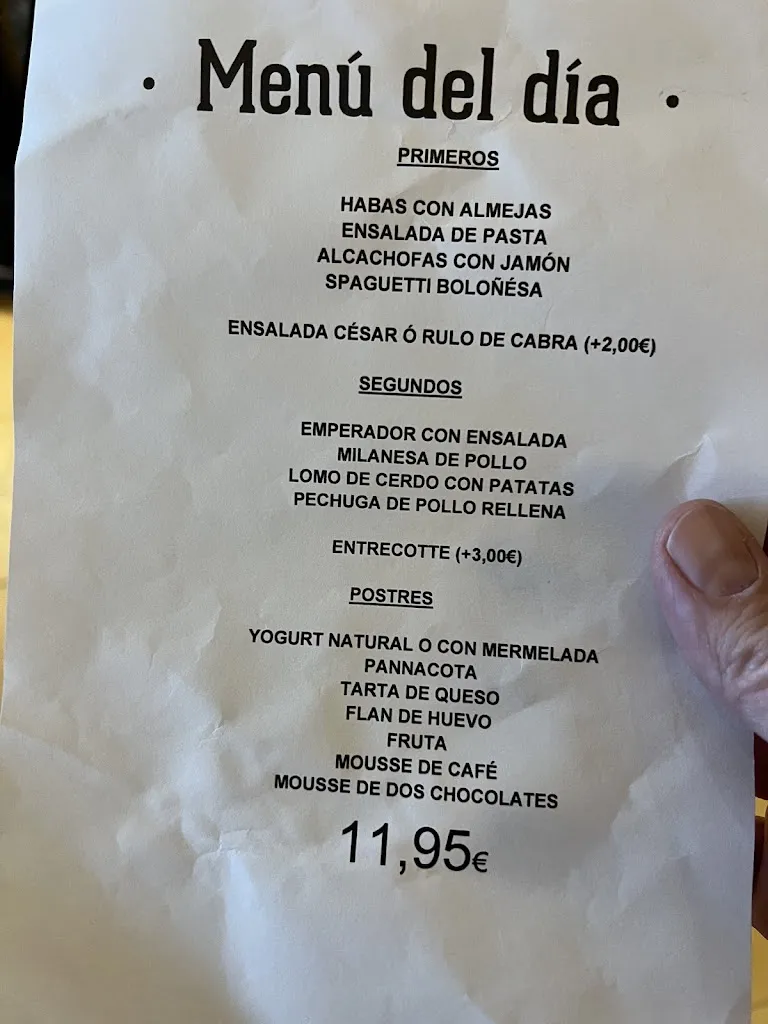 · Menú del día ·
PRIMEROS
HABAS CON ALMEJAS
ENSALADA DE PASTA
ALCACHOFAS CON JAMÓN
SPAGUETTI BOLOÑÉSA
ENSALADA CÉSAR Ó RULO DE CABRA (+2,00€)
SEGUNDOS
EMPERADOR CON ENSALADA
MILANESA DE POLLO
LOMO DE CERDO CON PATATAS
PECHUGA DE POLLO RELLENA
ENTRECOTTE (+3,00€)
POSTRES
YOGURT NATURAL O CON MERMELADA
PANNACOTA
TARTA DE QUESO
FLAN DE HUEVO
FRUTA
MOUSSE DE CAFÉ
MOUSSE DE DOS CHOCOLATES
11,95€